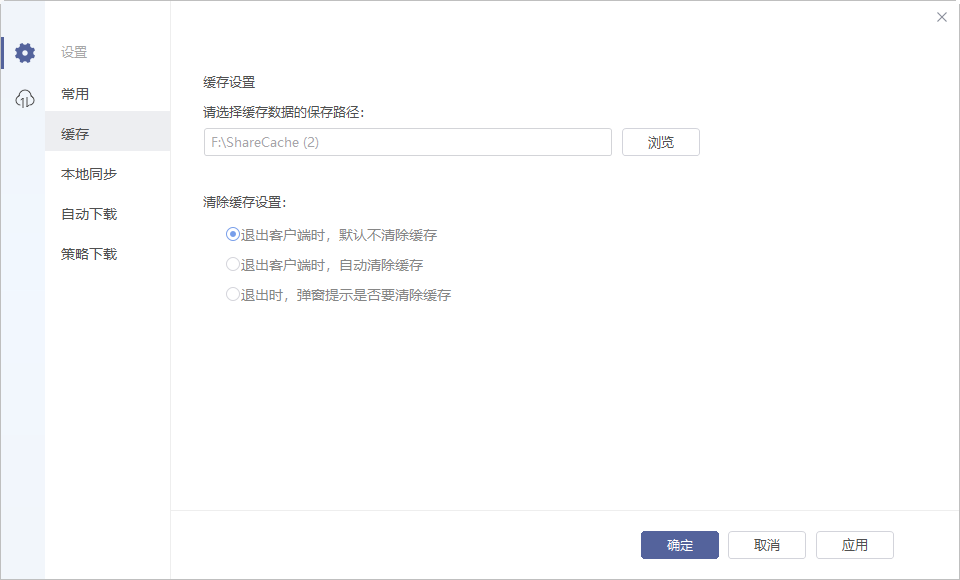 设置
常用
缓存
本地同步
自动下载
策略下载
缓存设置
请选择缓存数据的保存路径：
F:\ShareCache (2)
浏览
清除缓存设置：
退出客户端时，默认不清除缓存
退出客户端时，自动清除缓存
退出时，弹窗提示是否要清除缓存
确定
取消
应用